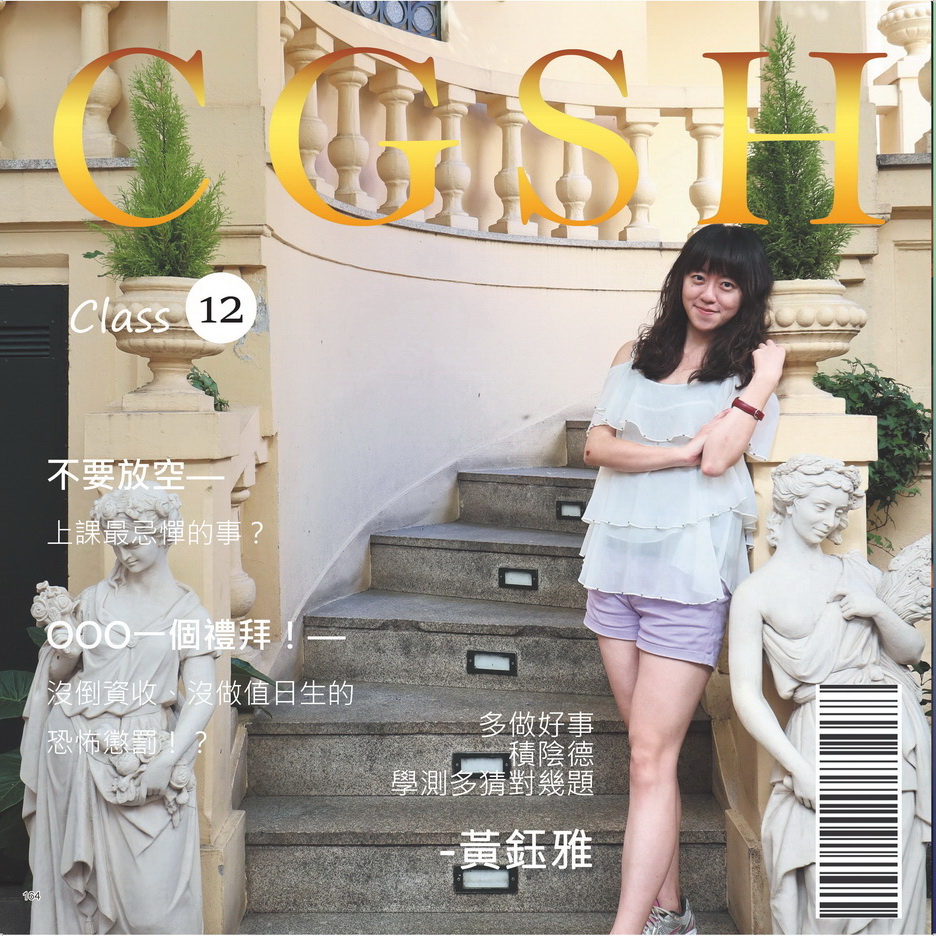 CGSH
Class 12
不要放空—
上課最忌憚的事？
OOO一個禮拜！—
沒倒資收、沒做值日生的
恐怖懲罰！？
多做好事
積陰德
學測多猜對幾題
-黃鈺雅
164